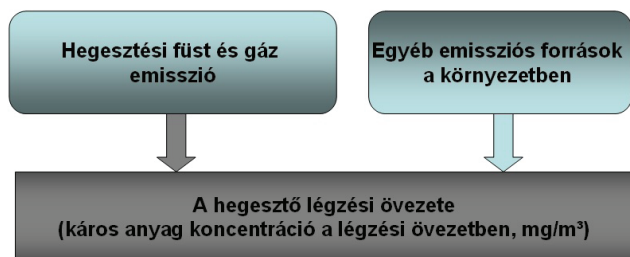 Hegesztési füst és gáz
emisszió
Egyéb emissziós források
a környezetben
A hegesztő légzési övezete
(káros anyag koncentráció a légzési övezetben, mg/m³)